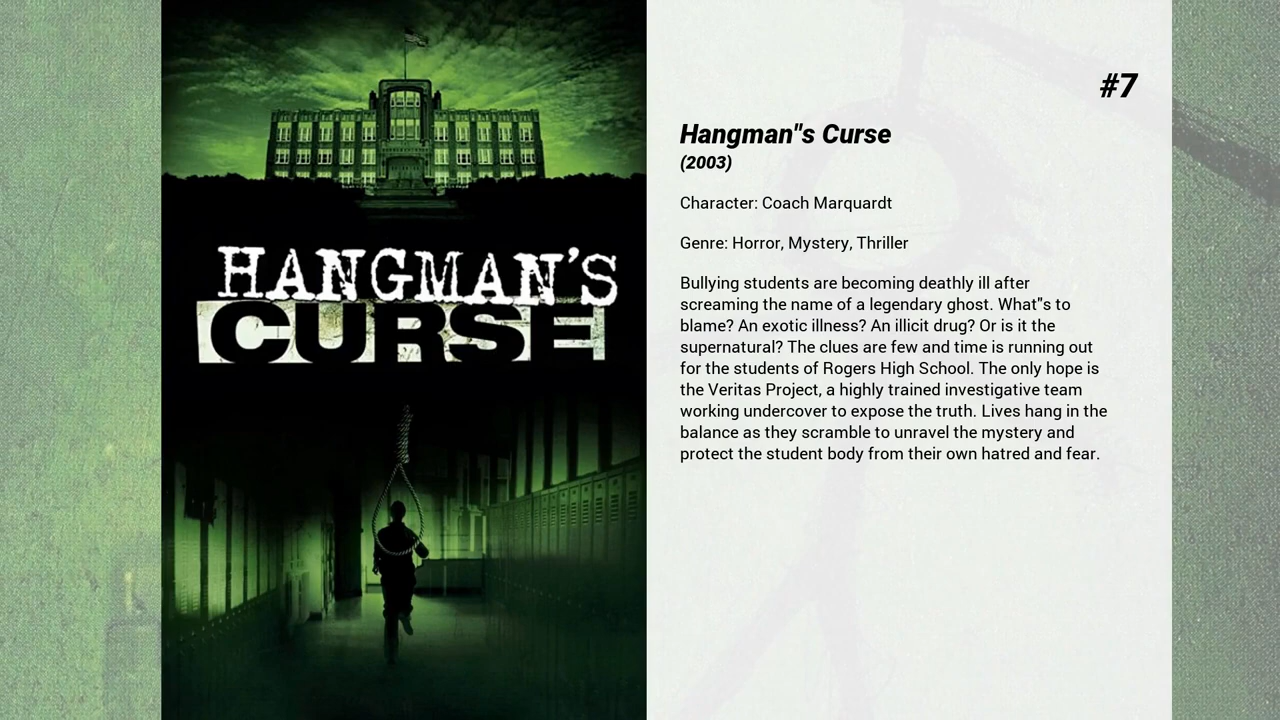 HANGMAN'S
CURSE
#7
Hangman"s Curse
(2003)
Character: Coach Marquardt
Genre: Horror, Mystery, Thriller
Bullying students are becoming deathly ill after
screaming the name of a legendary ghost. What"s to
blame? An exotic illness? An illicit drug? Or is it the
supernatural? The clues are few and time is running out
for the students of Rogers High School. The only hope is
the Veritas Project, a highly trained investigative team
working undercover to expose the truth. Lives hang in the
balance as they scramble to unravel the mystery and
protect the student body from their own hatred and fear.